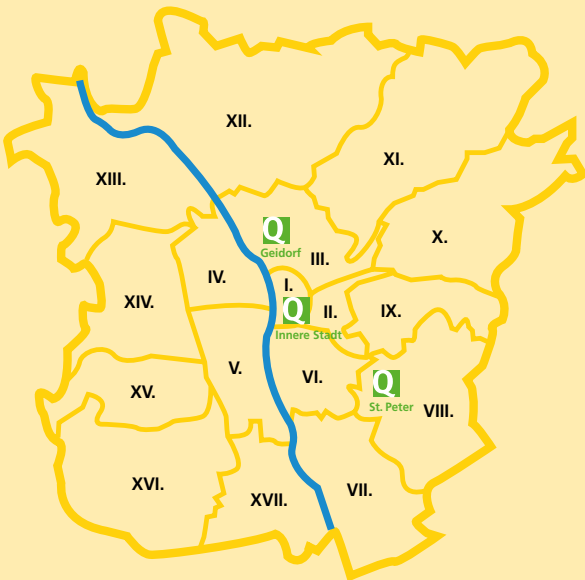 XII.
XI.
XIII.
Q
Geidorf
X.
III.
IV.
I.
XIV.
Q
II.
IX.
Innere Stadt
V.
VI.
Q
XV.
St. Peter
VIII.
XVI.
VII.
XVII.